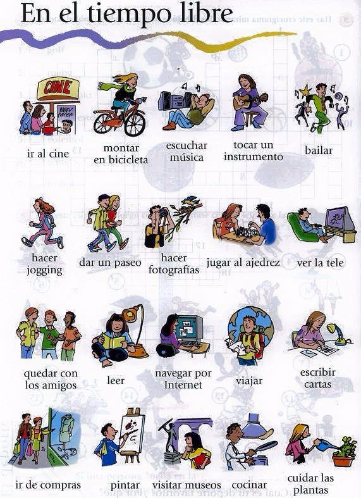 En el tiempo libre
CINE
ir al cine
montar
en bicicleta
escuchar
música
tocar un
instrumento
bailar
hacer
jogging
dar un paseo
hacer
fotografías
jugar al ajedrez
ver la tele
quedar con
los amigos
leer
navegar por
Internet
viajar
escribir
cartas
ir de compras
pintar
visitar museos
cocinar
cuidar las
plantas